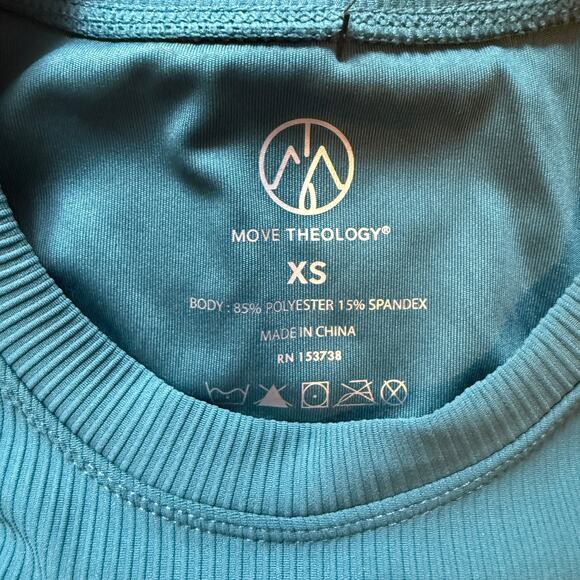 MOVE THEOLOGY®
XS
BODY : 85% POLYESTER 15% SPANDEX
MADE IN CHINA
RN 153738